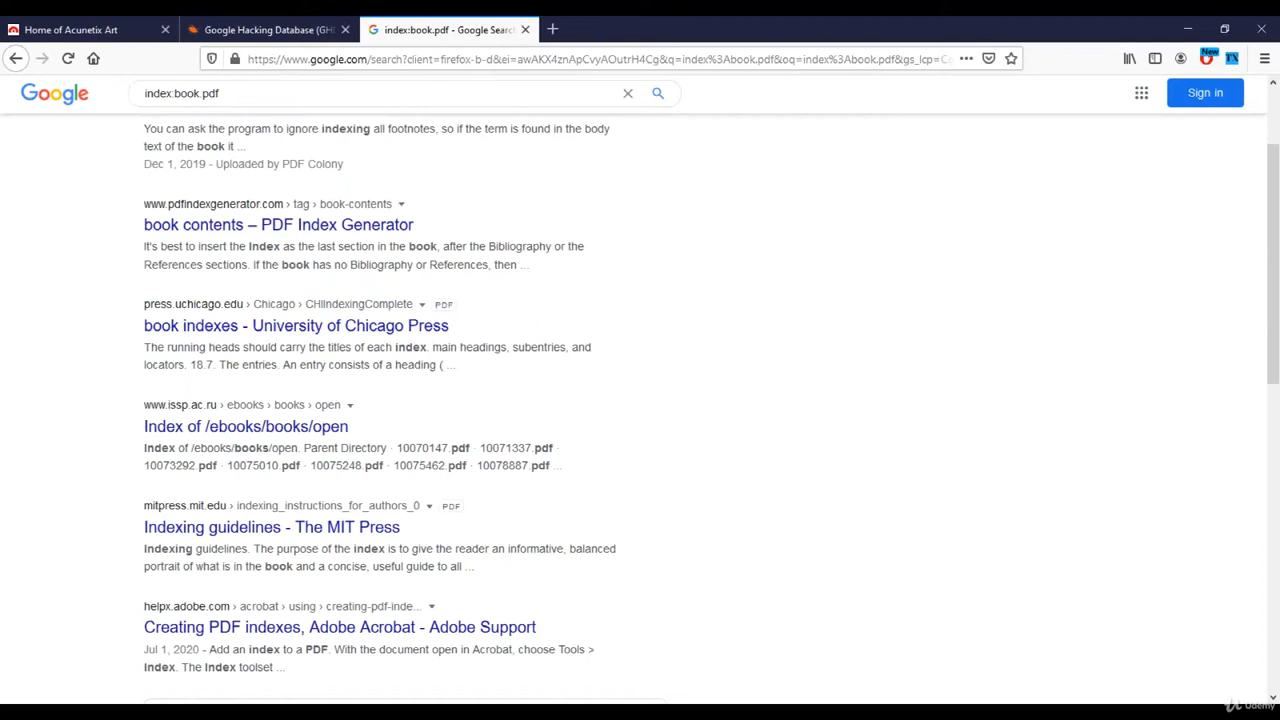 Home of Acunetix Art
Google Hacking Database (GH
index:book.pdf - Google Search
https://www.google.com/search?client=firefox-b-d&ei=awAKX4znApCvyAOutrH4Cg&q=index%3Abook.pdf&oq=index%3Abook.pdf&gs_lcp=C
New
TX
Google
index:book.pdf
Sign in
You can ask the program to ignore indexing all footnotes, so if the term is found in the body
text of the book it ...
Dec 1, 2019 - Uploaded by PDF Colony
www.pdfindexgenerator.com › tag › book-contents
book contents – PDF Index Generator
It's best to insert the Index as the last section in the book, after the Bibliography or the
References sections. If the book has no Bibliography or References, then ...
press.uchicago.edu › Chicago › CHIIndexingComplete PDF
book indexes - University of Chicago Press
The running heads should carry the titles of each index. main headings, subentries, and
locators. 18.7. The entries. An entry consists of a heading ( ...
www.issp.ac.ru › ebooks › books › open
Index of /ebooks/books/open
Index of /ebooks/books/open. Parent Directory · 10070147.pdf · 10071337.pdf ·
10073292.pdf · 10075010.pdf · 10075248.pdf · 10075462.pdf · 10078887.pdf ...
mitpress.mit.edu › indexing_instructions_for_authors_0 PDF
Indexing guidelines - The MIT Press
Indexing guidelines. The purpose of the index is to give the reader an informative, balanced
portrait of what is in the book and a concise, useful guide to all ...
helpx.adobe.com › acrobat › using › creating-pdf-inde...
Creating PDF indexes, Adobe Acrobat - Adobe Support
Jul 1, 2020 - Add an index to a PDF. With the document open in Acrobat, choose Tools >
Index. The Index toolset ...
Udemy